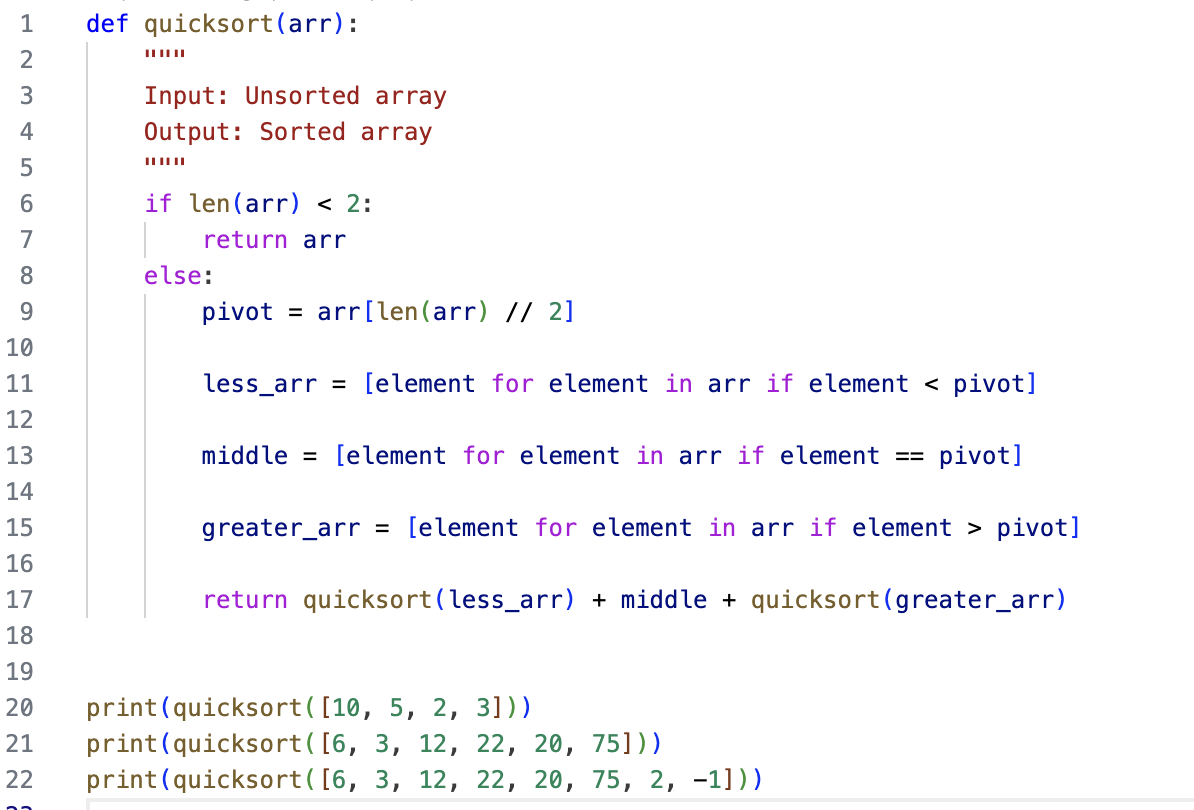 1 def quicksort(arr):
2     """
3     Input: Unsorted array
4     Output: Sorted array
5     """
6     if len(arr) < 2:
7         return arr
8     else:
9         pivot = arr[len(arr) // 2]
10
11         less_arr = [element for element in arr if element < pivot]
12
13         middle = [element for element in arr if element == pivot]
14
15         greater_arr = [element for element in arr if element > pivot]
16
17         return quicksort(less_arr) + middle + quicksort(greater_arr)
18
19
20 print(quicksort([10, 5, 2, 3]))
21 print(quicksort([6, 3, 12, 22, 20, 75]))
22 print(quicksort([6, 3, 12, 22, 20, 75, 2, -1]))